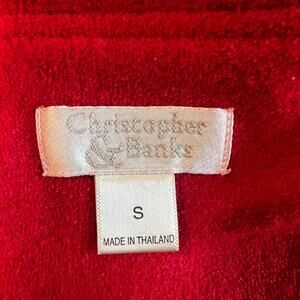 Christopher
& Banks
S
MADE IN THAILAND